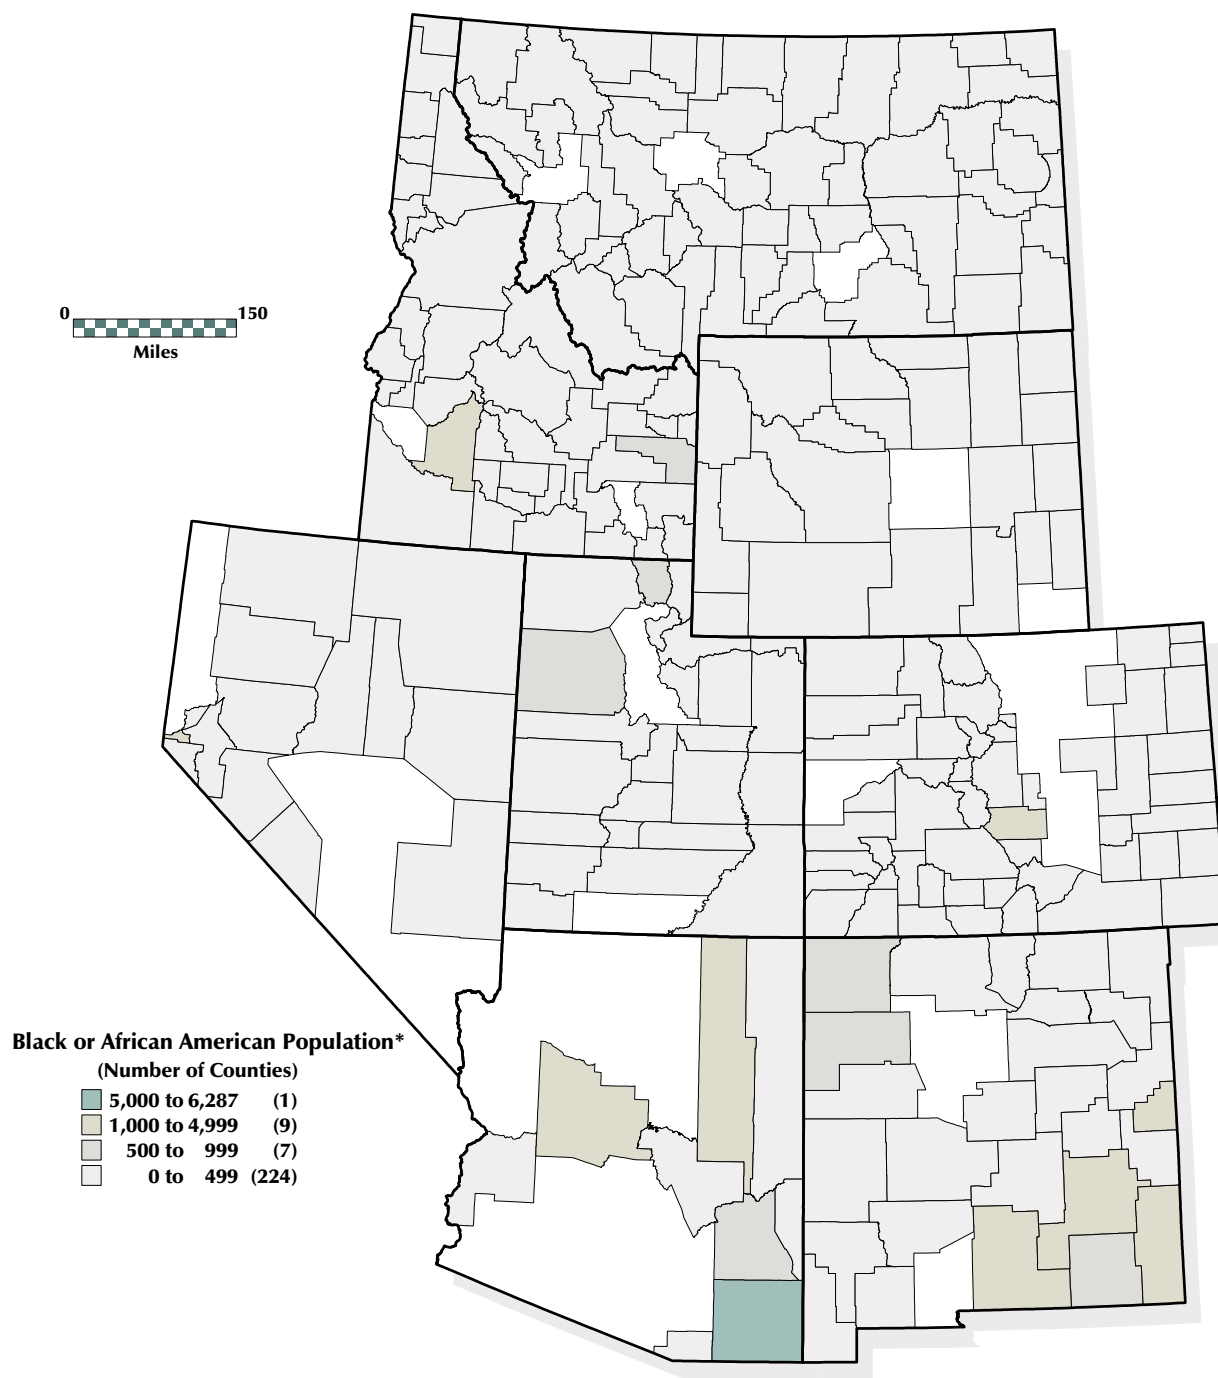 0 150
Miles
Black or African American Population*
(Number of Counties)
5,000 to 6,287 (1)
1,000 to 4,999 (9)
500 to 999 (7)
0 to 499 (224)